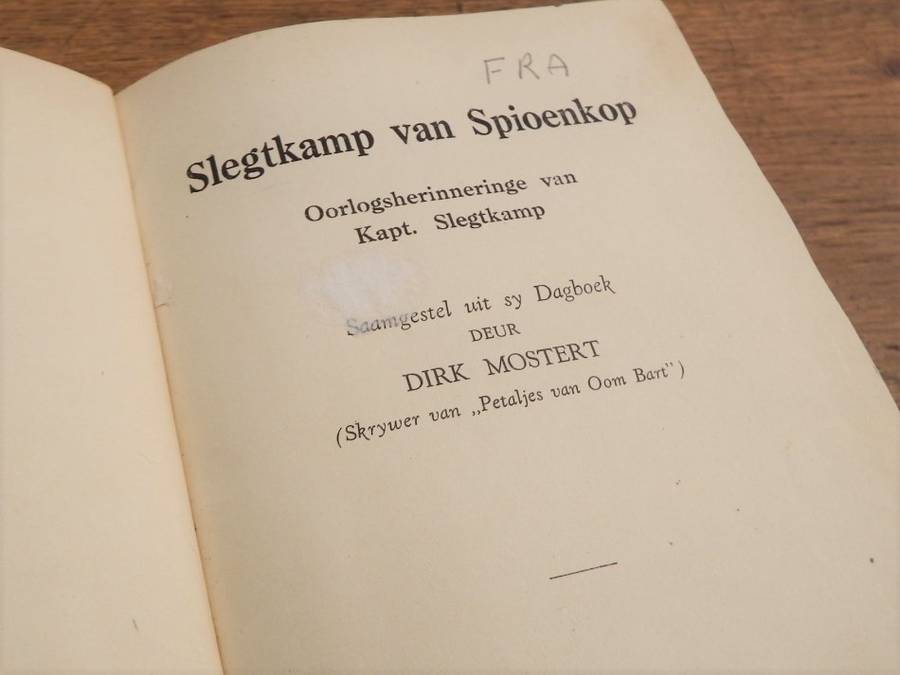 FRA
Slegtkamp van Spioenkop
Oorlogsherinneringe van
Kapt. Slegtkamp
Saamgestel uit sy Dagboek
DEUR
DIRK MOSTERT
(Skrywer van „Petaljes van Oom Bart”)